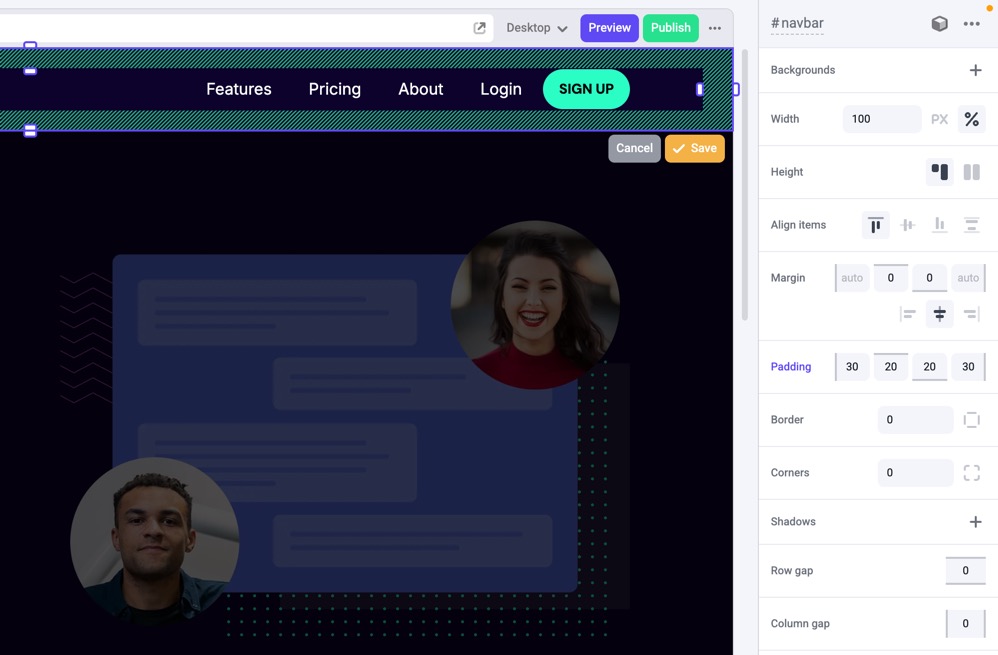 Desktop Preview Publish
#navbar
Features Pricing About Login SIGN UP
Cancel Save
Backgrounds
Width 100 PX %
Height
Align items
Margin auto 0 0 auto
Padding 30 20 20 30
Border 0
Corners 0
Shadows
Row gap 0
Column gap 0